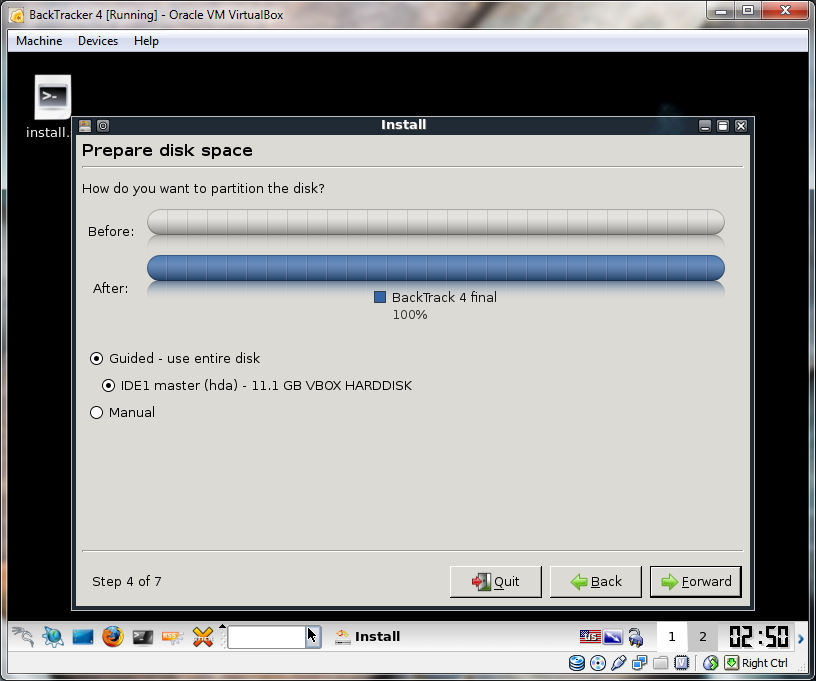 BackTracker 4 [Running] - Oracle VM VirtualBox
Machine Devices Help
install.
Install
Prepare disk space
How do you want to partition the disk?
Before:
After:
BackTrack 4 final
100%
Guided - use entire disk
IDE1 master (hda) - 11.1 GB VBOX HARDDISK
Manual
Step 4 of 7
Quit
Back
Forward
Install
us
1
2
02:50
Right Ctrl